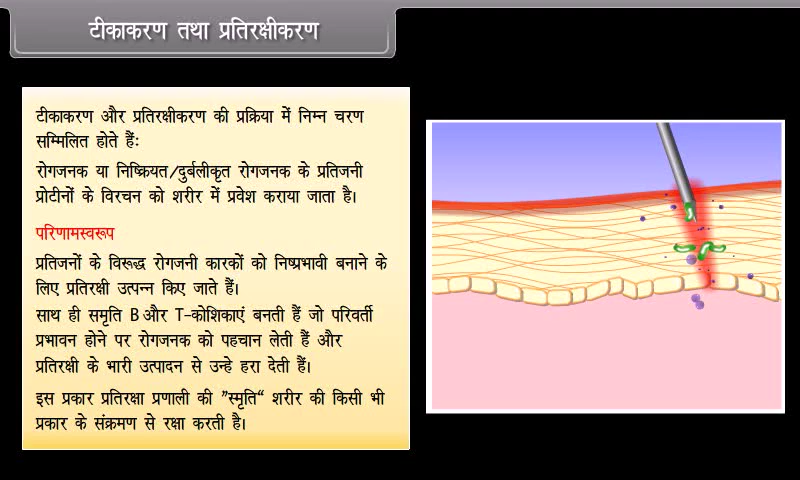 टीकाकरण तथा प्रतिरक्षीकरण
टीकाकरण और प्रतिरक्षीकरण की प्रक्रिया में निम्न चरण
सम्मिलित होते हैंः
रोगजनक या निष्क्रियत/दुर्बलीकृत रोगजनक के प्रतिजनी
प्रोटीनों के विरचन को शरीर में प्रवेश कराया जाता है।
परिणामस्वरूप
प्रतिजनों के विरूद्ध रोगजनी कारकों को निष्प्रभावी बनाने के
लिए प्रतिरक्षी उत्पन्न किए जाते हैं।
साथ ही समृति B और T-कोशिकाएं बनती हैं जो परिवर्ती
प्रभावन होने पर रोगजनक को पहचान लेती हैं और
प्रतिरक्षी के भारी उत्पादन से उन्हे हरा देती हैं।
इस प्रकार प्रतिरक्षा प्रणाली की ”स्मृति“ शरीर की किसी भी
प्रकार के संक्रमण से रक्षा करती है।